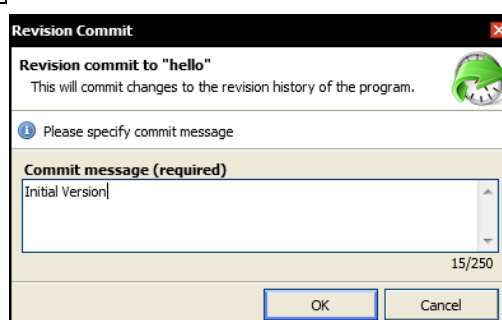 Revision Commit
Revision commit to "hello"
This will commit changes to the revision history of the program.
Please specify commit message
Commit message (required)
Initial Version
15/250
OK
Cancel